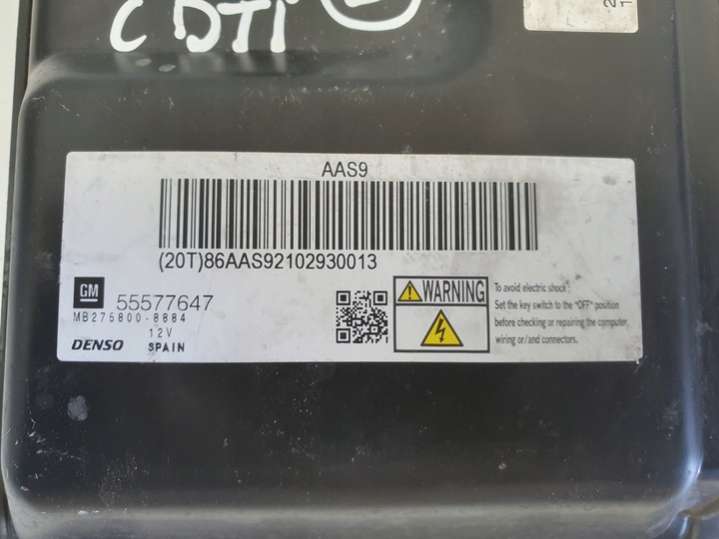 CDTI
AAS9
(20T)86AAS92102930013
GM
55577647
MB275800-8884
12V
DENSO SPAIN
WARNING
To avoid electric shock
Set the key switch to the "OFF" position
before checking or repairing the computer
wiring or/and connectors.